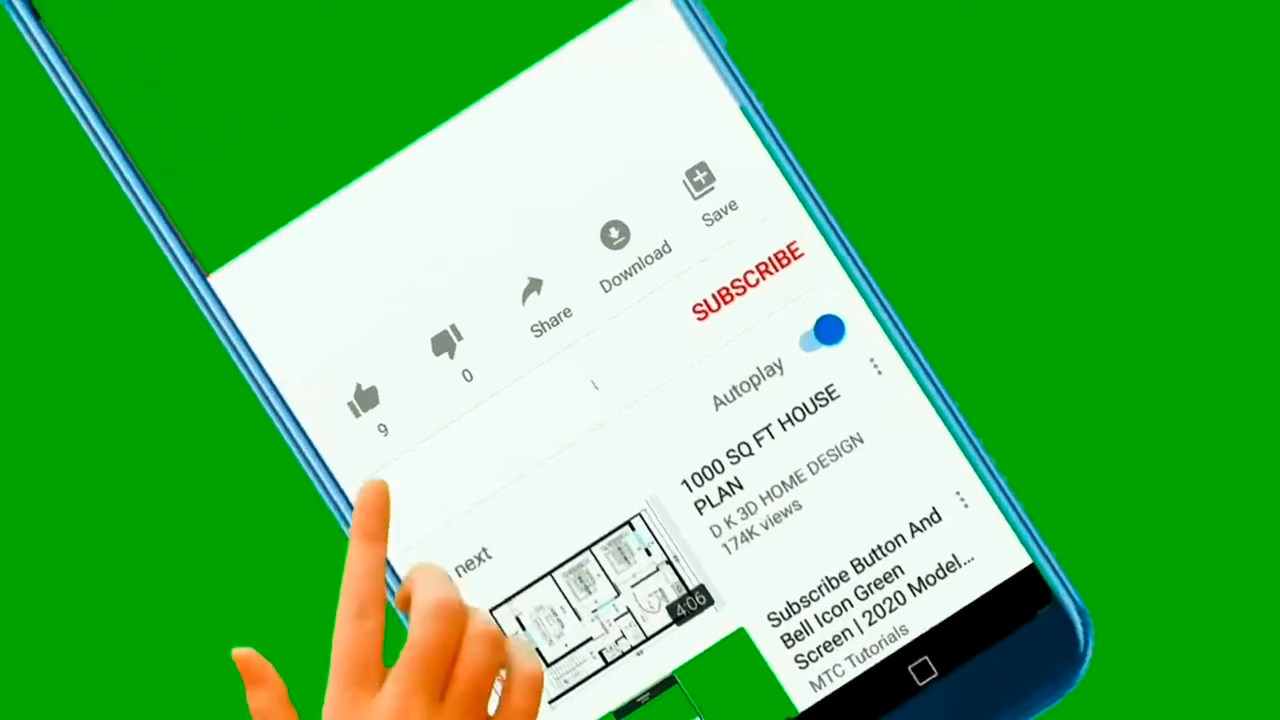 9
0
Share
Download
Save
SUBSCRIBE
next
Autoplay
4:06
1000 SQ FT HOUSE
PLAN
D K 3D HOME DESIGN
174K views
Subscribe Button And
Bell Icon Green
Screen | 2020 Model...
MTC Tutorials